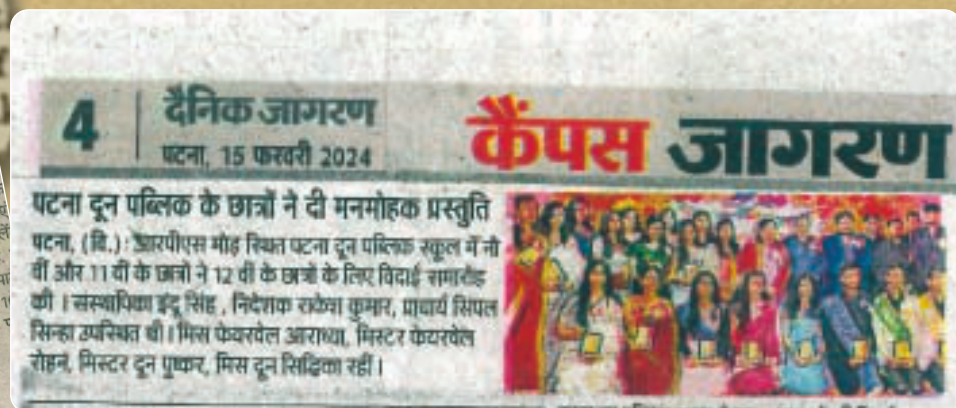 4
दैनिक जागरण
पटना, 15 फरवरी 2024
कैंपस जागरण
पटना दून पब्लिक के छात्रों ने दी मनमोहक प्रस्तुति
पटना, (वि.) : आरपीएस मोड़ स्थित पटना दून पब्लिक स्कूल में नौ
वीं और 11 वीं के छात्रों ने 12 वीं के छात्रों के लिए विदाई समारोह
की । संस्थापिका इंदू सिंह , निदेशक राकेश कुमार, प्राचार्य सिपल
सिन्हा उपस्थित थीं । मिस फेयरवेल आराध्या, मिस्टर फेयरवेल
रोहन, मिस्टर दून पुष्कर, मिस दून सिद्धिका रहीं ।